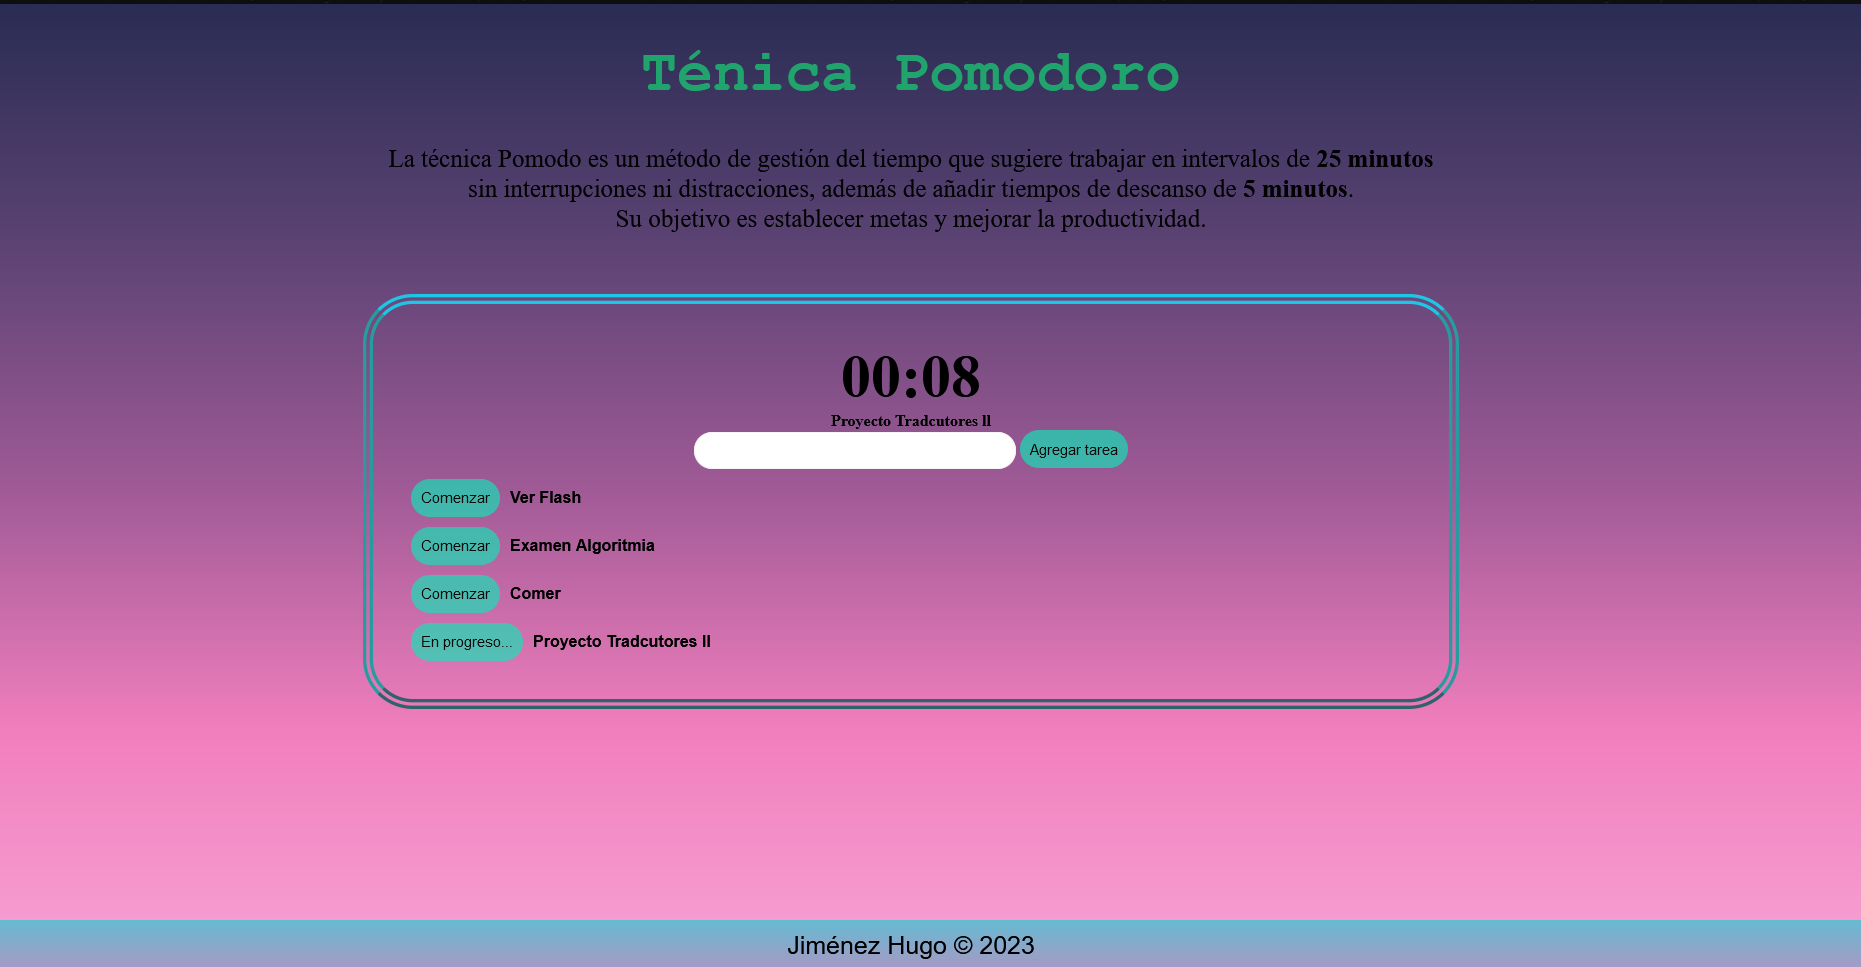 Ténica Pomodoro
La técnica Pomodo es un método de gestión del tiempo que sugiere trabajar en intervalos de 25 minutos
sin interrupciones ni distracciones, además de añadir tiempos de descanso de 5 minutos.
Su objetivo es establecer metas y mejorar la productividad.
00:08
Proyecto Tradcutores ll
Agregar tarea
Comenzar Ver Flash
Comenzar Examen Algoritmia
Comenzar Comer
En progreso... Proyecto Tradcutores ll
Jiménez Hugo © 2023